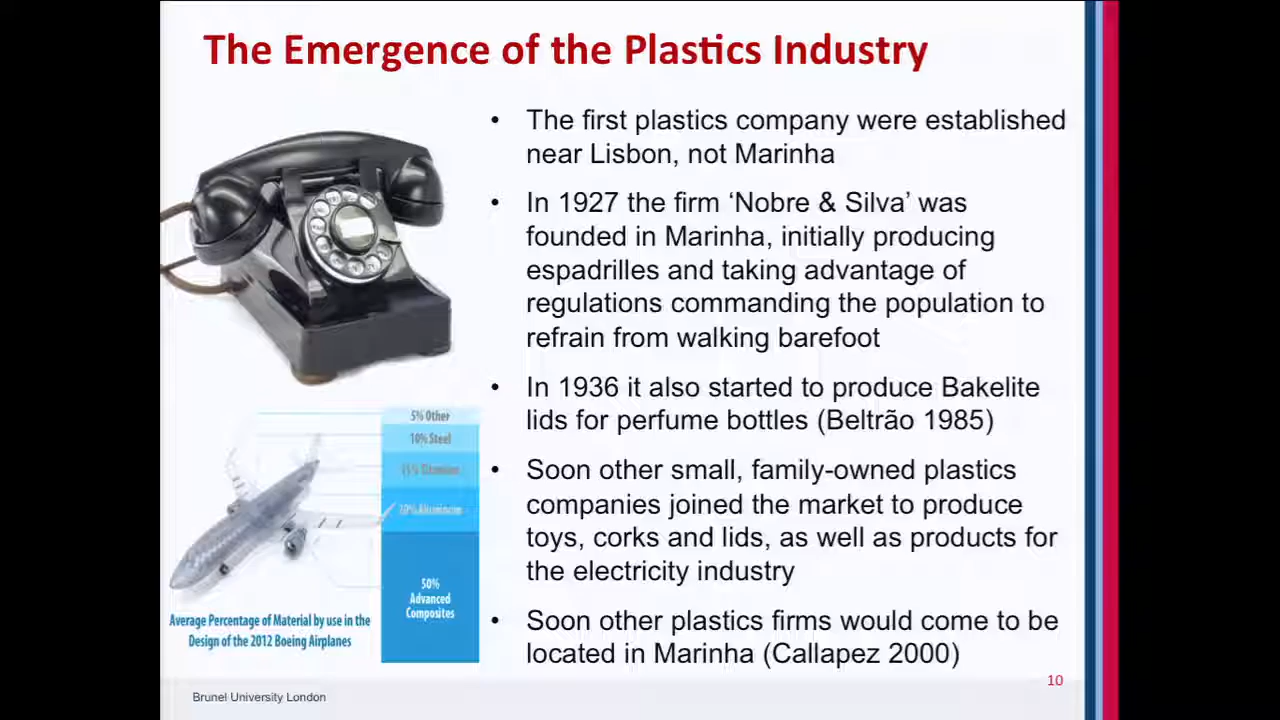 The Emergence of the Plastics Industry
• The first plastics company were established
near Lisbon, not Marinha
• In 1927 the firm ‘Nobre & Silva’ was
founded in Marinha, initially producing
espadrilles and taking advantage of
regulations commanding the population to
refrain from walking barefoot
• In 1936 it also started to produce Bakelite
lids for perfume bottles (Beltrão 1985)
• Soon other small, family-owned plastics
companies joined the market to produce
toys, corks and lids, as well as products for
the electricity industry
• Soon other plastics firms would come to be
located in Marinha (Callapez 2000)
5% Other
10% Steel
15% Titanium
20% Aluminum
50%
Advanced
Composites
Average Percentage of Material by use in the
Design of the 2012 Boeing Airplanes
10
Brunel University London